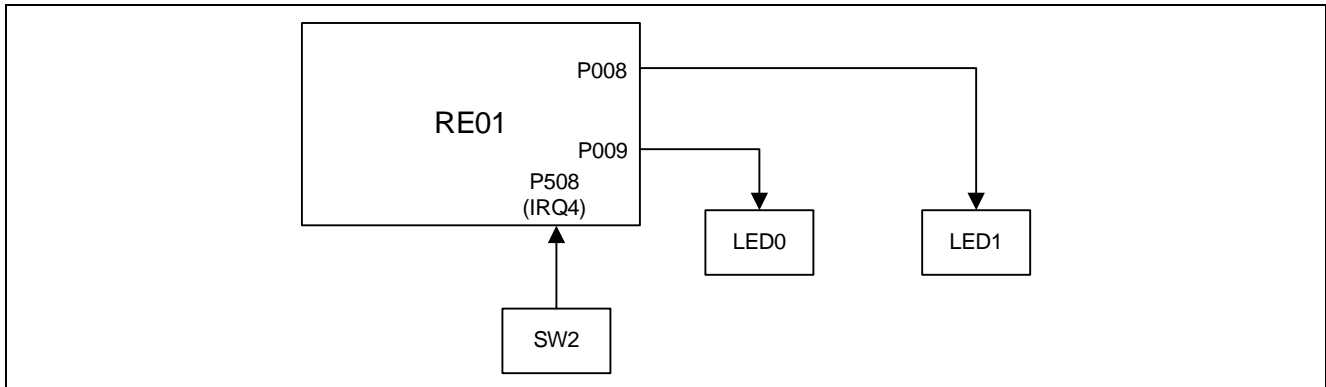 P008
RE01
P009
P508
(IRQ4)
LED0
LED1
SW2